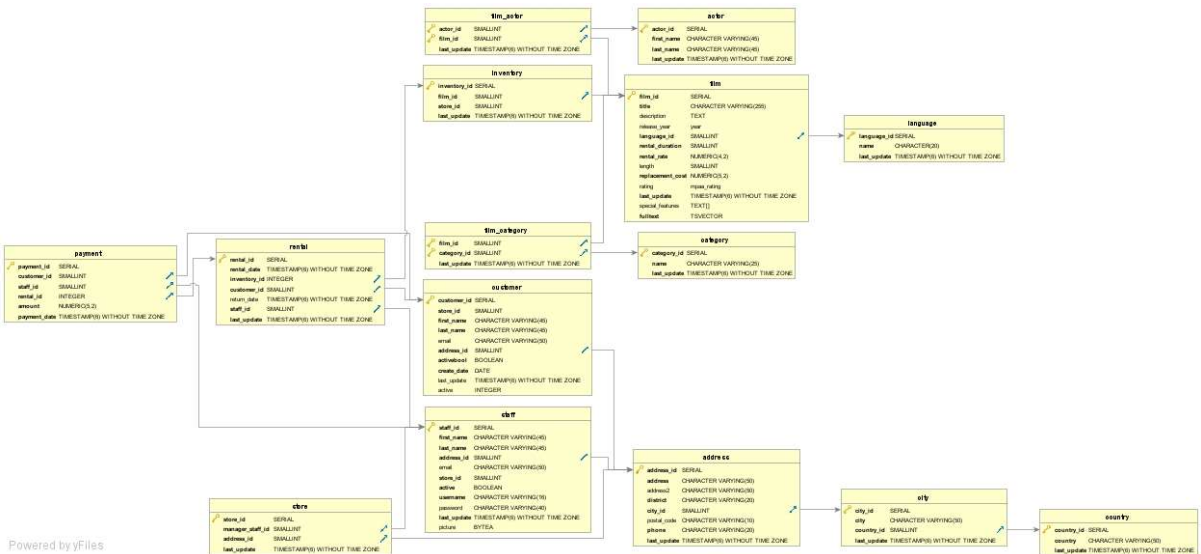 film_actor
actor_id SMALLINT
film_id SMALLINT
last_update TIMESTAMP(6) WITHOUT TIME ZONE
actor
actor_id SERIAL
first_name CHARACTER VARYING(45)
last_name CHARACTER VARYING(45)
last_update TIMESTAMP(6) WITHOUT TIME ZONE
inventory
inventory_id SERIAL
film_id SMALLINT
store_id SMALLINT
last_update TIMESTAMP(6) WITHOUT TIME ZONE
film
film_id SERIAL
title CHARACTER VARYING(255)
description TEXT
release_year year
language_id SMALLINT
rental_duration SMALLINT
rental_rate NUMERIC(4,2)
length SMALLINT
replacement_cost NUMERIC(5,2)
rating mpaa_rating
last_update TIMESTAMP(6) WITHOUT TIME ZONE
special_features TEXT[]
fulltext TSVECTOR
language
language_id SERIAL
name CHARACTER(20)
last_update TIMESTAMP(6) WITHOUT TIME ZONE
film_category
film_id SMALLINT
category_id SMALLINT
last_update TIMESTAMP(6) WITHOUT TIME ZONE
category
category_id SERIAL
name CHARACTER VARYING(25)
last_update TIMESTAMP(6) WITHOUT TIME ZONE
payment
payment_id SERIAL
customer_id SMALLINT
staff_id SMALLINT
rental_id INTEGER
amount NUMERIC(5,2)
payment_date TIMESTAMP(6) WITHOUT TIME ZONE
rental
rental_id SERIAL
rental_date TIMESTAMP(6) WITHOUT TIME ZONE
inventory_id INTEGER
customer_id SMALLINT
return_date TIMESTAMP(6) WITHOUT TIME ZONE
staff_id SMALLINT
last_update TIMESTAMP(6) WITHOUT TIME ZONE
customer
customer_id SERIAL
store_id SMALLINT
first_name CHARACTER VARYING(45)
last_name CHARACTER VARYING(45)
email CHARACTER VARYING(50)
address_id SMALLINT
activebool BOOLEAN
create_date DATE
last_update TIMESTAMP(6) WITHOUT TIME ZONE
active INTEGER
staff
staff_id SERIAL
first_name CHARACTER VARYING(45)
last_name CHARACTER VARYING(45)
address_id SMALLINT
email CHARACTER VARYING(50)
store_id SMALLINT
active BOOLEAN
username CHARACTER VARYING(16)
password CHARACTER VARYING(40)
last_update TIMESTAMP(6) WITHOUT TIME ZONE
picture BYTEA
store
store_id SERIAL
manager_staff_id SMALLINT
address_id SMALLINT
last_update TIMESTAMP(6) WITHOUT TIME ZONE
address
address_id SERIAL
address CHARACTER VARYING(50)
address2 CHARACTER VARYING(50)
district CHARACTER VARYING(20)
city_id SMALLINT
postal_code CHARACTER VARYING(10)
phone CHARACTER VARYING(20)
last_update TIMESTAMP(6) WITHOUT TIME ZONE
city
city_id SERIAL
city CHARACTER VARYING(50)
country_id SMALLINT
last_update TIMESTAMP(6) WITHOUT TIME ZONE
country
country_id SERIAL
country CHARACTER VARYING(50)
last_update TIMESTAMP(6) WITHOUT TIME ZONE
Powered by yFiles